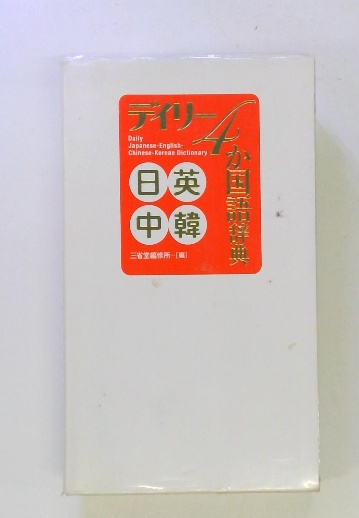 デイリー4か国語辞典
Daily
Japanese-English-
Chinese-Korean Dictionary
日英
中韓
三省堂編修所[編]